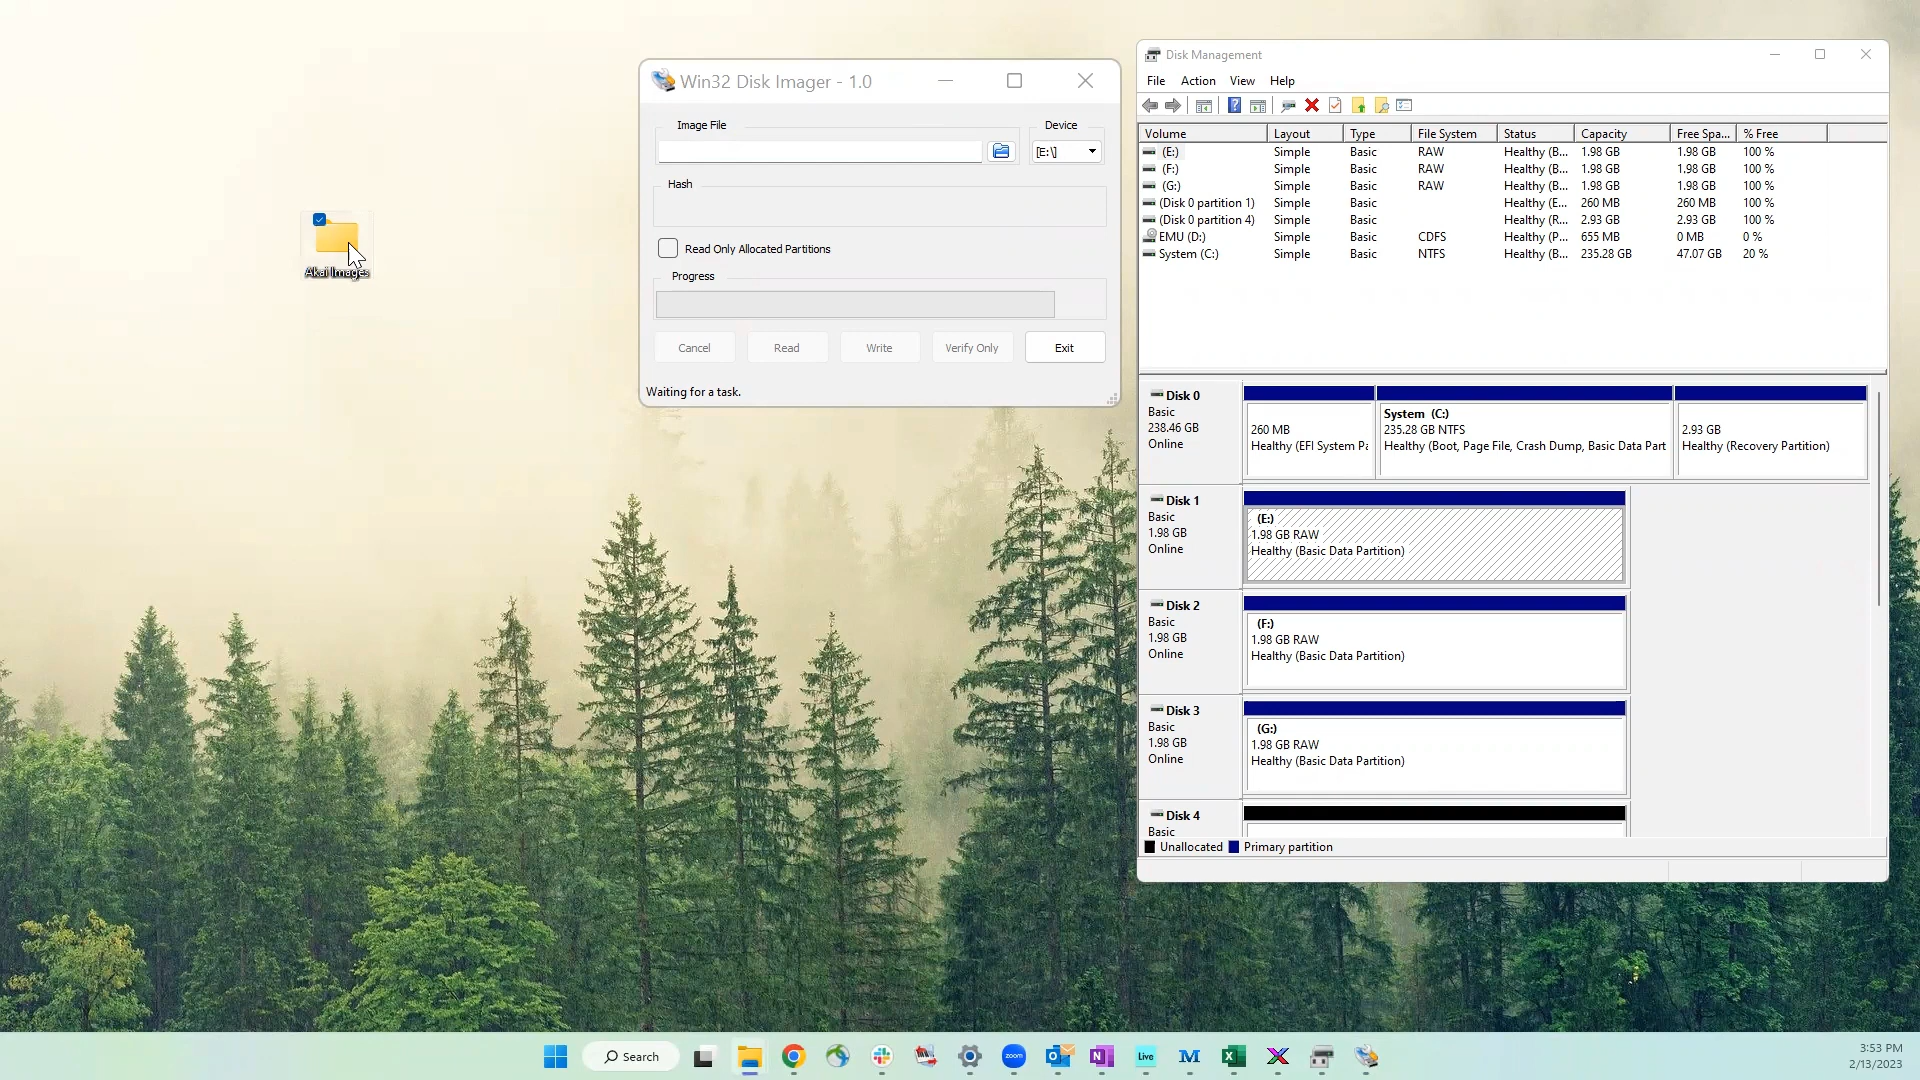 Akai Images
Win32 Disk Imager - 1.0
Image File
Device
[E:\]
Hash
Read Only Allocated Partitions
Progress
Cancel
Read
Write
Verify Only
Exit
Waiting for a task.
Disk Management
File Action View Help
Volume Layout Type File System Status Capacity Free Spa... % Free
(E:) Simple Basic RAW Healthy (B... 1.98 GB 1.98 GB 100 %
(F:) Simple Basic RAW Healthy (B... 1.98 GB 1.98 GB 100 %
(G:) Simple Basic RAW Healthy (B... 1.98 GB 1.98 GB 100 %
(Disk 0 partition 1) Simple Basic Healthy (E... 260 MB 260 MB 100 %
(Disk 0 partition 4) Simple Basic Healthy (R... 2.93 GB 2.93 GB 100 %
EMU (D:) Simple Basic CDFS Healthy (P... 655 MB 0 MB 0 %
System (C:) Simple Basic NTFS Healthy (B... 235.28 GB 47.07 GB 20 %
Disk 0
Basic
238.46 GB
Online
260 MB
Healthy (EFI System Pa
System (C:)
235.28 GB NTFS
Healthy (Boot, Page File, Crash Dump, Basic Data Part
2.93 GB
Healthy (Recovery Partition)
Disk 1
Basic
1.98 GB
Online
(E:)
1.98 GB RAW
Healthy (Basic Data Partition)
Disk 2
Basic
1.98 GB
Online
(F:)
1.98 GB RAW
Healthy (Basic Data Partition)
Disk 3
Basic
1.98 GB
Online
(G:)
1.98 GB RAW
Healthy (Basic Data Partition)
Disk 4
Basic
Unallocated Primary partition
Search
zoom
Live
3:53 PM
2/13/2023